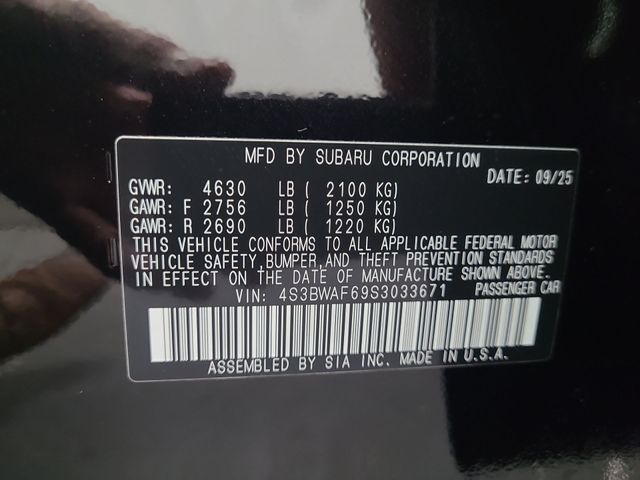 MFD BY SUBARU CORPORATION
DATE: 09/25
GVWR: 4630 LB ( 2100 KG)
GAWR: F 2756 LB ( 1250 KG)
GAWR: R 2690 LB ( 1220 KG)
THIS VEHICLE CONFORMS TO ALL APPLICABLE FEDERAL MOTOR
VEHICLE SAFETY, BUMPER, AND THEFT PREVENTION STANDARDS
IN EFFECT ON THE DATE OF MANUFACTURE SHOWN ABOVE.
VIN: 4S3BWAF69S3033671 PASSENGER CAR
ASSEMBLED BY SIA INC. MADE IN U.S.A.